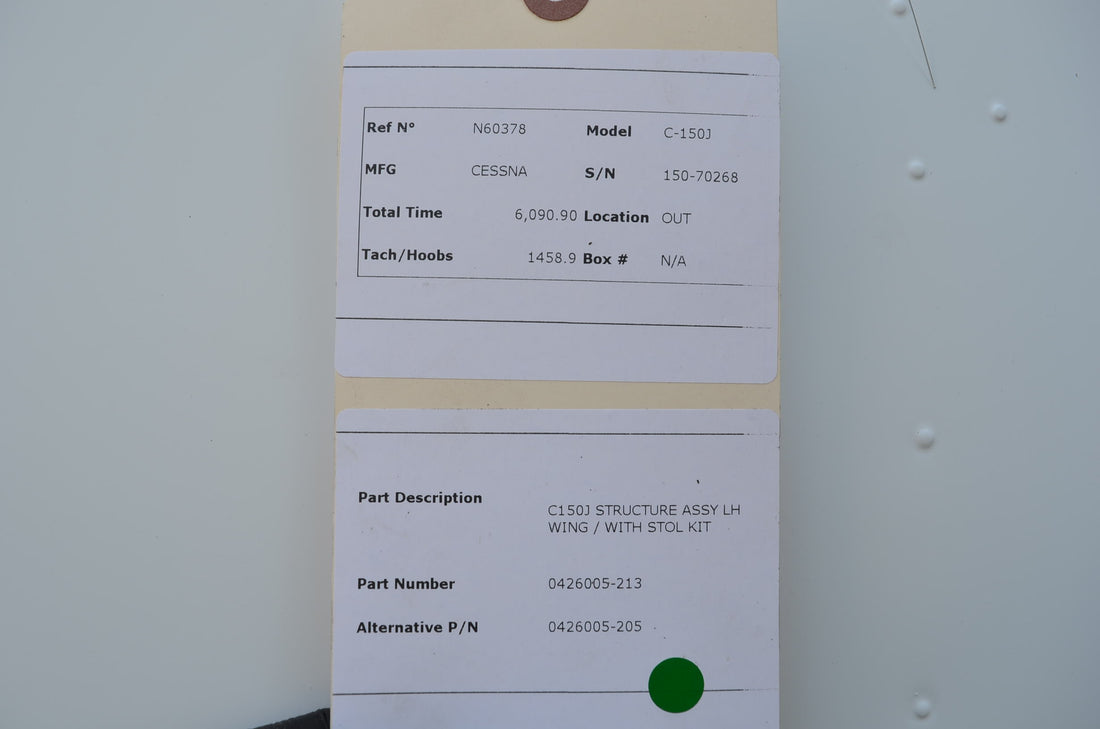 Ref N° N60378 Model C-150J
MFG CESSNA S/N 150-70268
Total Time 6,090.90 Location OUT
Tach/Hoobs 1458.9 Box # N/A
Part Description
C150J STRUCTURE ASSY LH
WING / WITH STOL KIT
Part Number 0426005-213
Alternative P/N 0426005-205